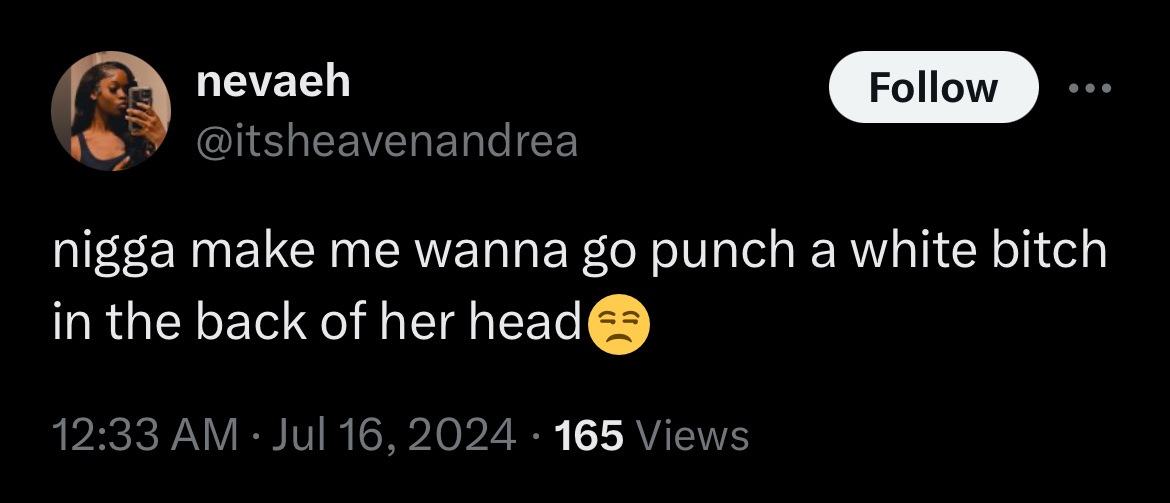 nevaeh
Follow
@itsheavenandrea
nigga make me wanna go punch a white bitch
in the back of her head😒
12:33 AM · Jul 16, 2024 · 165 Views